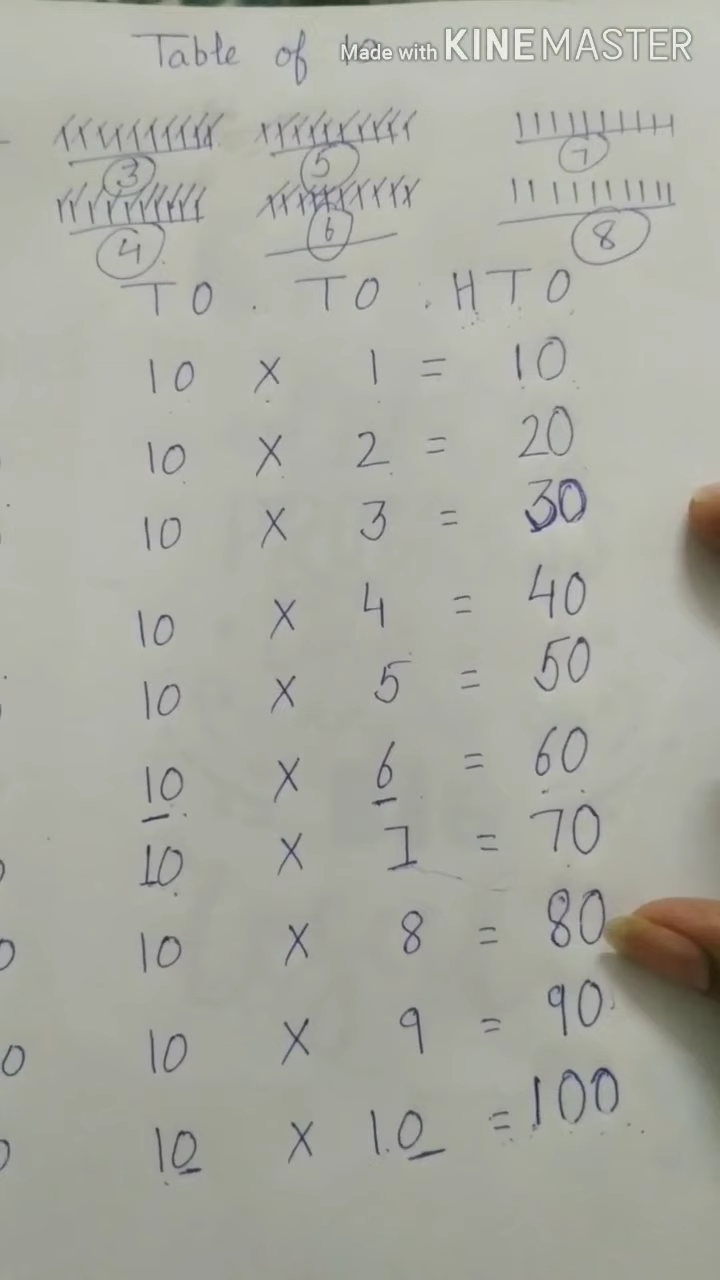 Table of 10
Made with KINEMASTER
3 5 7
4 6 8
T O . T O . H T O
10 X 1 = 10
10 X 2 = 20
10 X 3 = 30
10 X 4 = 40
10 X 5 = 50
10 X 6 = 60
10 X 7 = 70
10 X 8 = 80
10 X 9 = 90
10 X 10 = 100